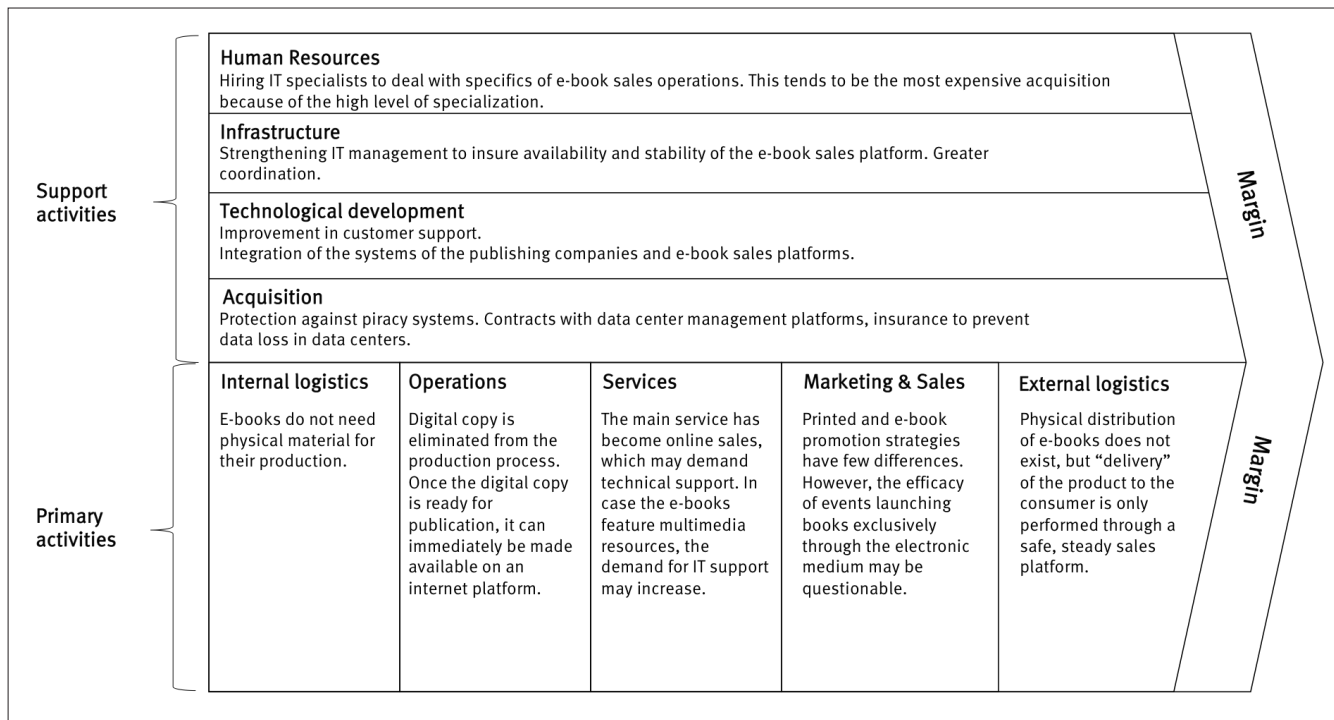 Human Resources
Hiring IT specialists to deal with specifics of e-book sales operations. This tends to be the most expensive acquisition
because of the high level of specialization.
Infrastructure
Strengthening IT management to insure availability and stability of the e-book sales platform. Greater
coordination.
Support
activities
Technological development
Improvement in customer support.
Integration of the systems of the publishing companies and e-book sales platforms.
Margin
Acquisition
Protection against piracy systems. Contracts with data center management platforms, insurance to prevent
data loss in data centers.
Primary
activities
Internal logistics
E-books do not need
physical material for
their production.
Operations
Digital copy is
eliminated from the
production process.
Once the digital copy
is ready for
publication, it can
immediately be made
available on an
internet platform.
Services
The main service has
become online sales,
which may demand
technical support. In
case the e-books
feature multimedia
resources, the
demand for IT support
may increase.
Marketing & Sales
Printed and e-book
promotion strategies
have few differences.
However, the efficacy
of events launching
books exclusively
through the electronic
medium may be
questionable.
External logistics
Physical distribution
of e-books does not
exist, but “delivery”
of the product to the
consumer is only
performed through a
safe, steady sales
platform.
Margin